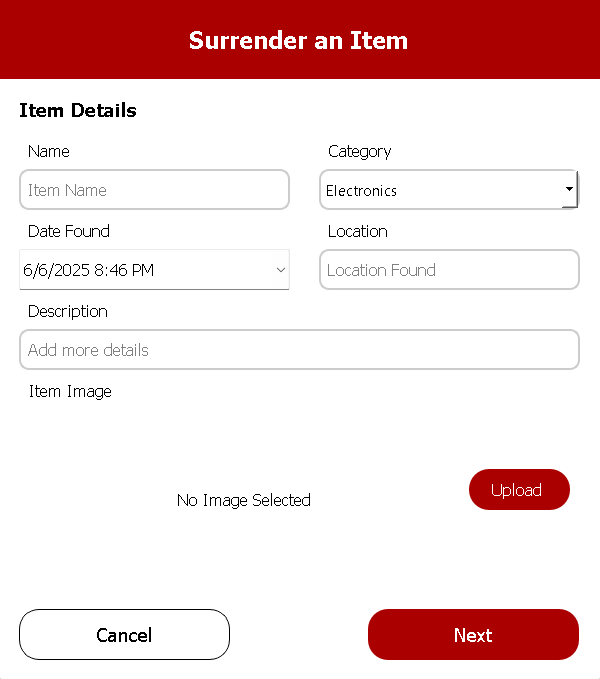 Surrender an Item
Item Details
Name
Category
Item Name
Electronics
Date Found
Location
6/6/2025 8:46 PM
Location Found
Description
Add more details
Item Image
No Image Selected
Upload
Cancel
Next